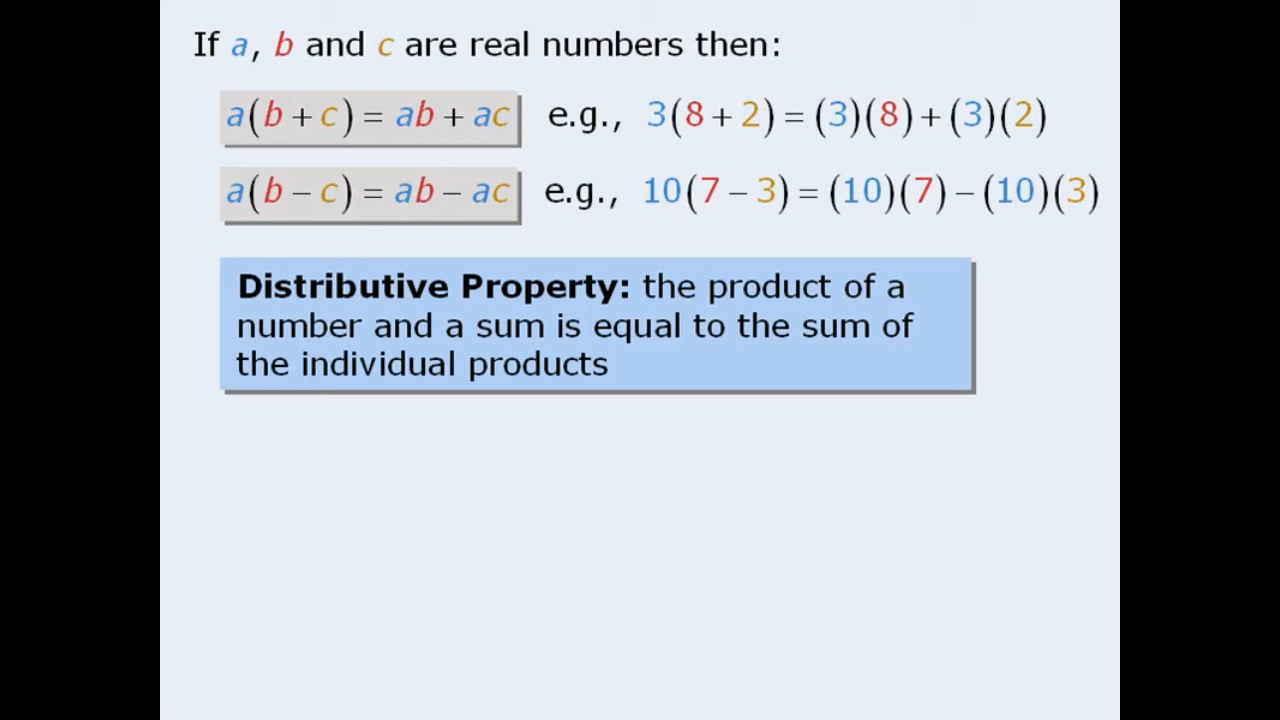 If a, b and c are real numbers then:
a(b + c) = ab + ac e.g., 3(8 + 2) = (3)(8) + (3)(2)
a(b − c) = ab − ac e.g., 10(7 − 3) = (10)(7) − (10)(3)
Distributive Property: the product of a
number and a sum is equal to the sum of
the individual products